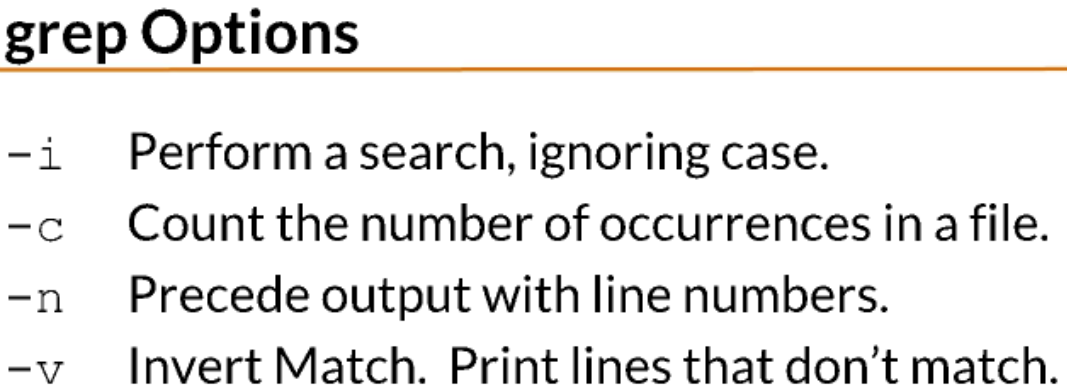 grep Options
-i Perform a search, ignoring case.
-c Count the number of occurrences in a file.
-n Precede output with line numbers.
-v Invert Match.  Print lines that don’t match.